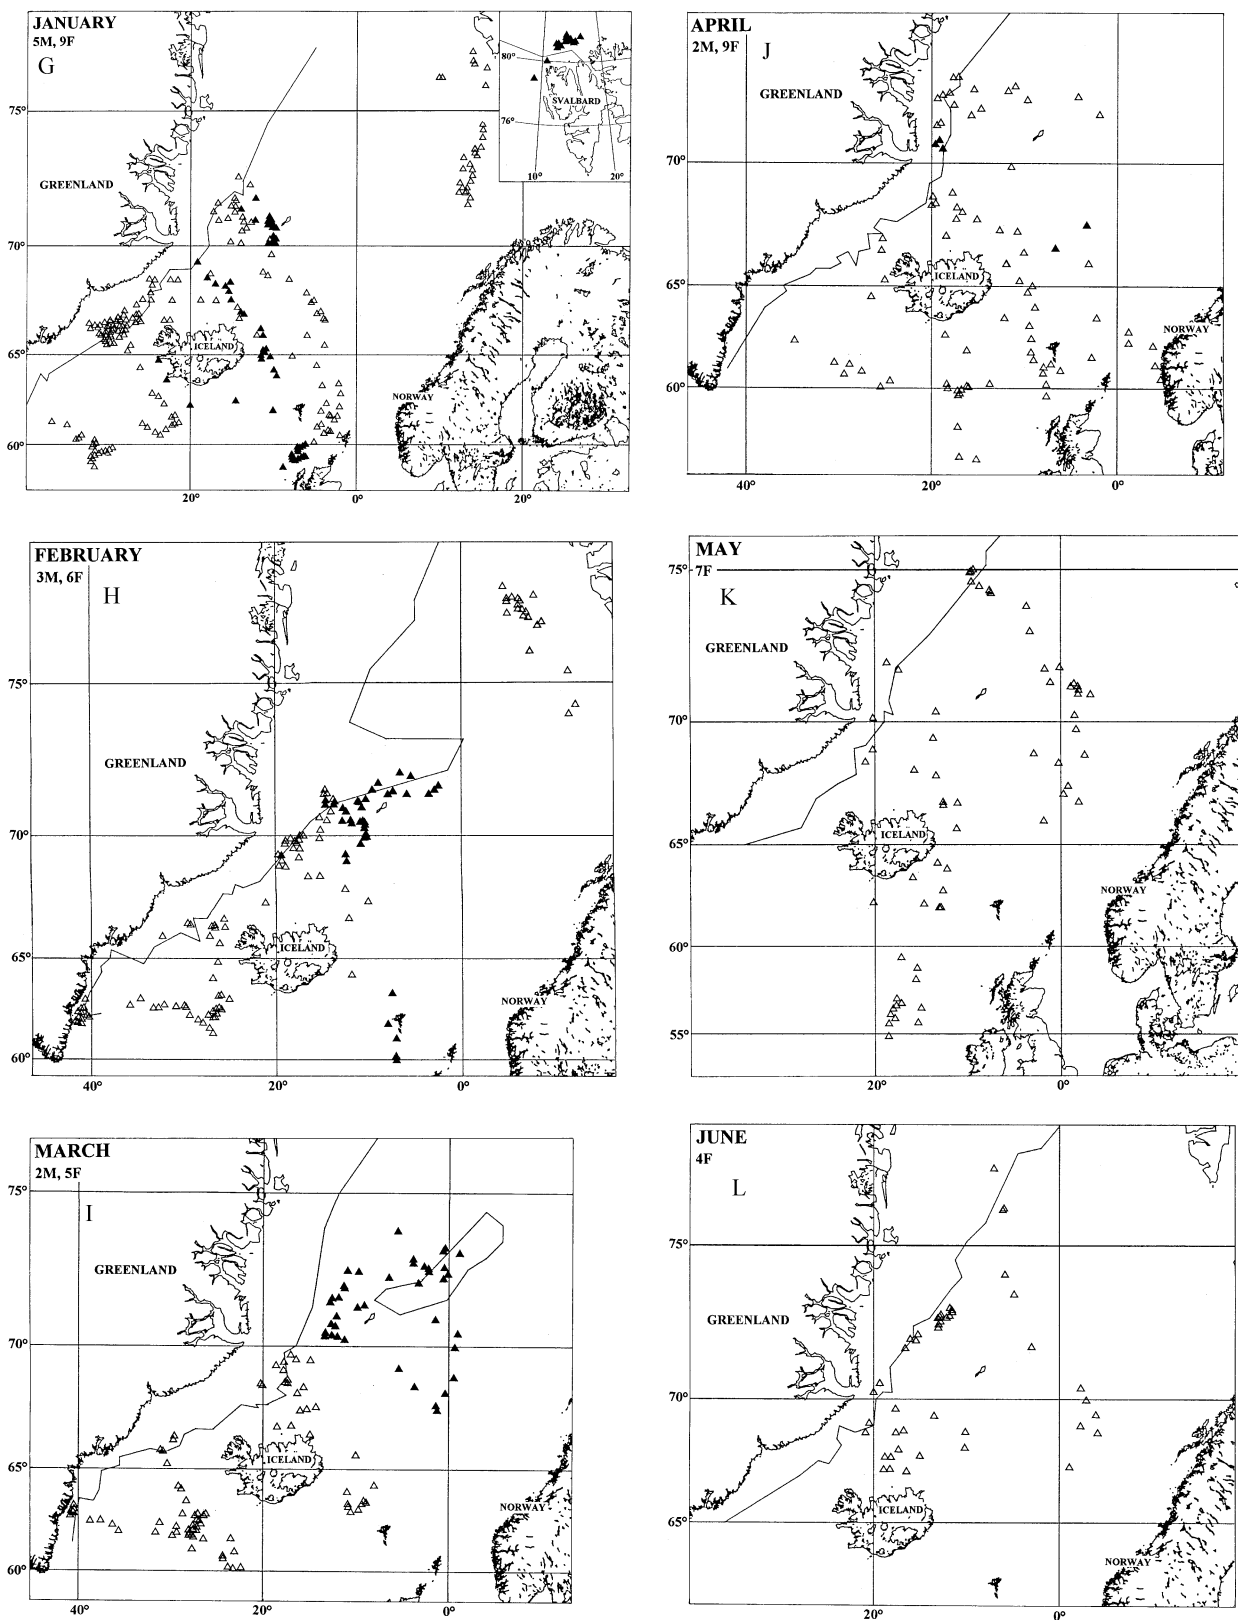 JANUARY
5M, 9F
G
80°
SVALBARD
76°
10°
20°
75°
GREENLAND
70°
ICELAND
65°
NORWAY
60°
20°
0°
20°
APRIL
2M, 9F
J
GREENLAND
70°
ICELAND
65°
NORWAY
60°
40°
20°
0°
FEBRUARY
3M, 6F
H
75°
GREENLAND
70°
ICELAND
65°
NORWAY
60°
40°
20°
0°
MAY
75°
7F
K
GREENLAND
70°
ICELAND
65°
NORWAY
60°
55°
20°
0°
MARCH
2M, 5F
75°
I
GREENLAND
70°
ICELAND
65°
NORWAY
60°
40°
20°
0°
JUNE
4F
L
75°
GREENLAND
70°
ICELAND
65°
NORWAY
20°
0°